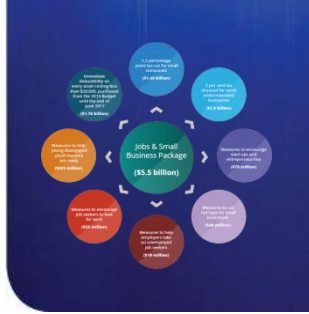 1.5 percentage
point tax cut for small
companies
Immediate
deductibility on
every asset costing less
than $20,000, purchased
from the 2015 Budget
until the end of
June 2017
($1.75 billion)
5 per cent tax
discount for small
unincorporated
businesses
Measures to help
young disengaged
youth become
job ready
Jobs & Small
Business Package
($5.5 billion)
Measures to encourage
start-ups and
entrepreneurship
Measures to encourage
job seekers to look
for work
Measures to cut
red tape for small
businesses
Measures to help
employers take
on unemployed
job seekers